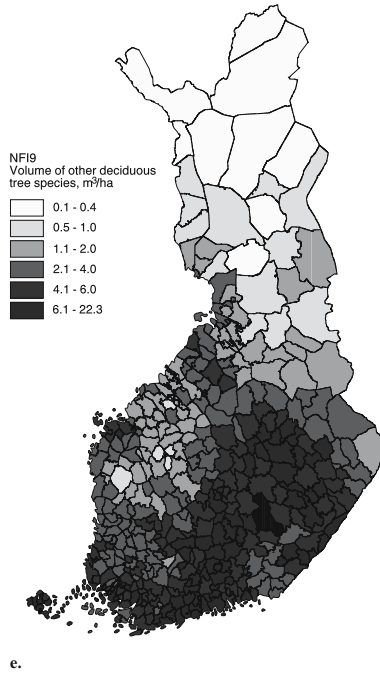 NFI9
Volume of other deciduous
tree species, m³/ha
0.1 - 0.4
0.5 - 1.0
1.1 - 2.0
2.1 - 4.0
4.1 - 6.0
6.1 - 22.3
e.